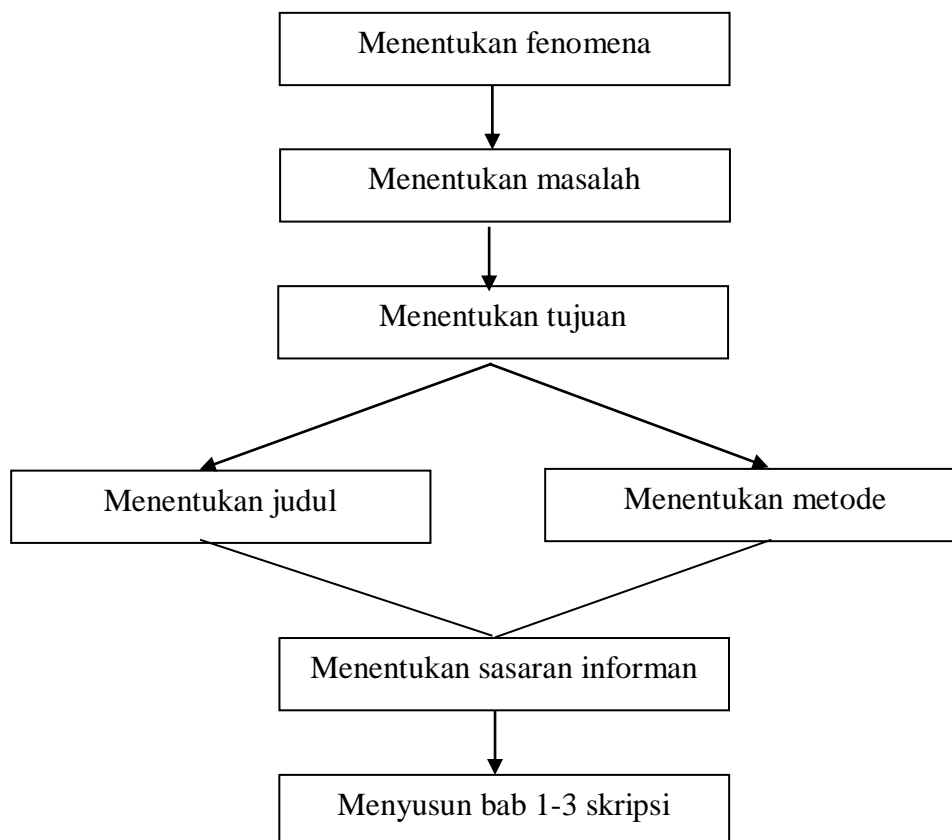 Menentukan fenomena
Menentukan masalah
Menentukan tujuan
Menentukan judul
Menentukan metode
Menentukan sasaran informan
Menyusun bab 1-3 skripsi